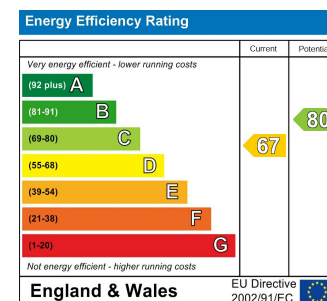 Energy Efficiency Rating
Current
Potentia
Very energy efficient - lower running costs
(92 plus) A
(81-91) B
80
(69-80) C
67
(55-68) D
(39-54) E
(21-38) F
(1-20) G
Not energy efficient - higher running costs
England & Wales
EU Directive
2002/91/EC